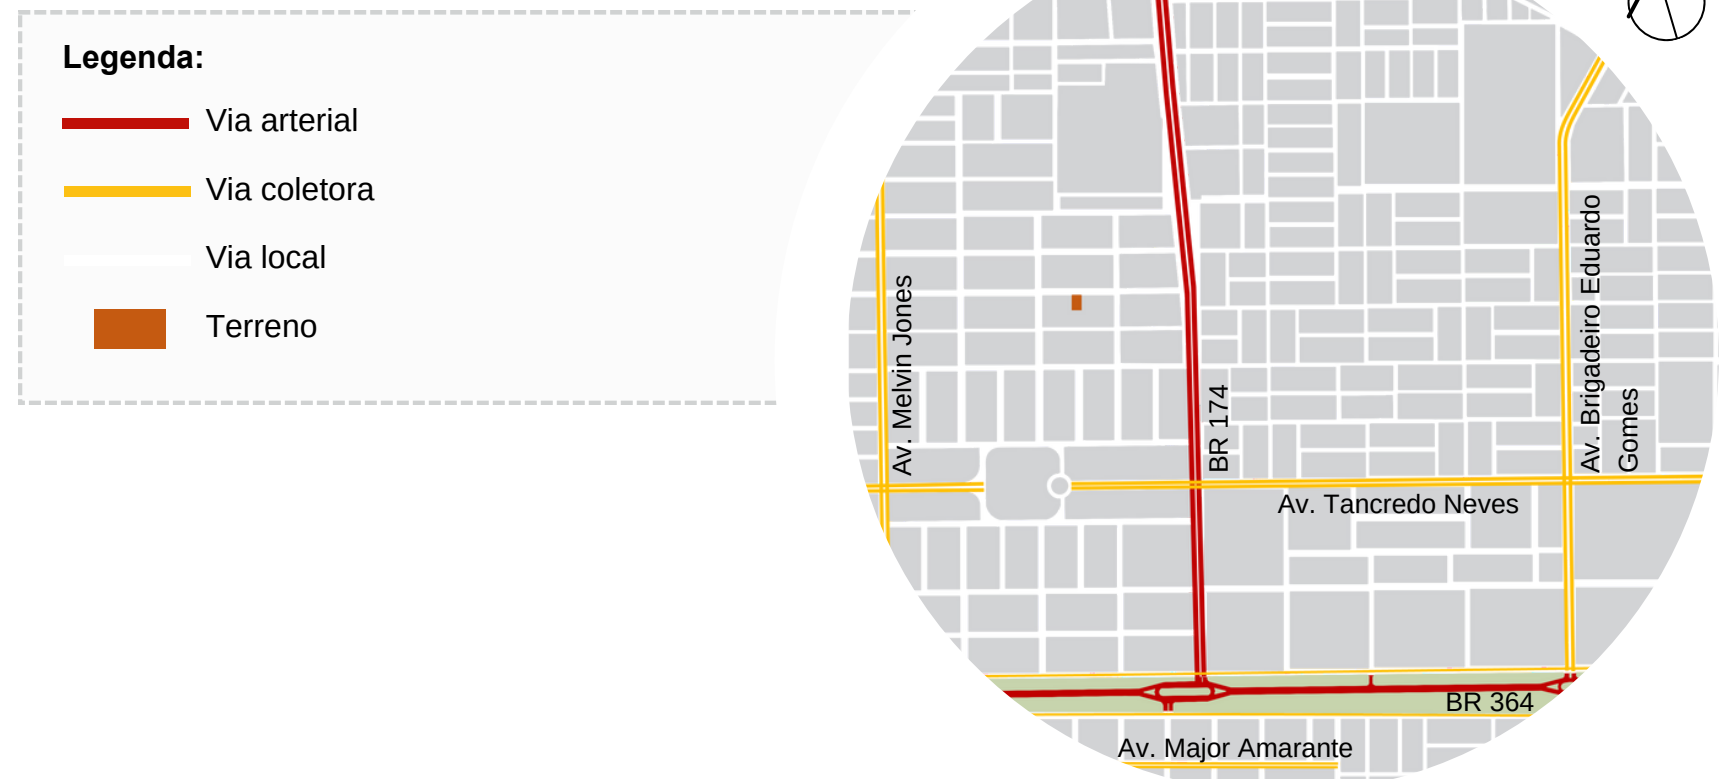 Legenda:
Via arterial
Via coletora
Via local
Terreno
Av. Melvin Jones
BR 174
Av. Brigadeiro Eduardo
Gomes
Av. Tancredo Neves
BR 364
Av. Major Amarante